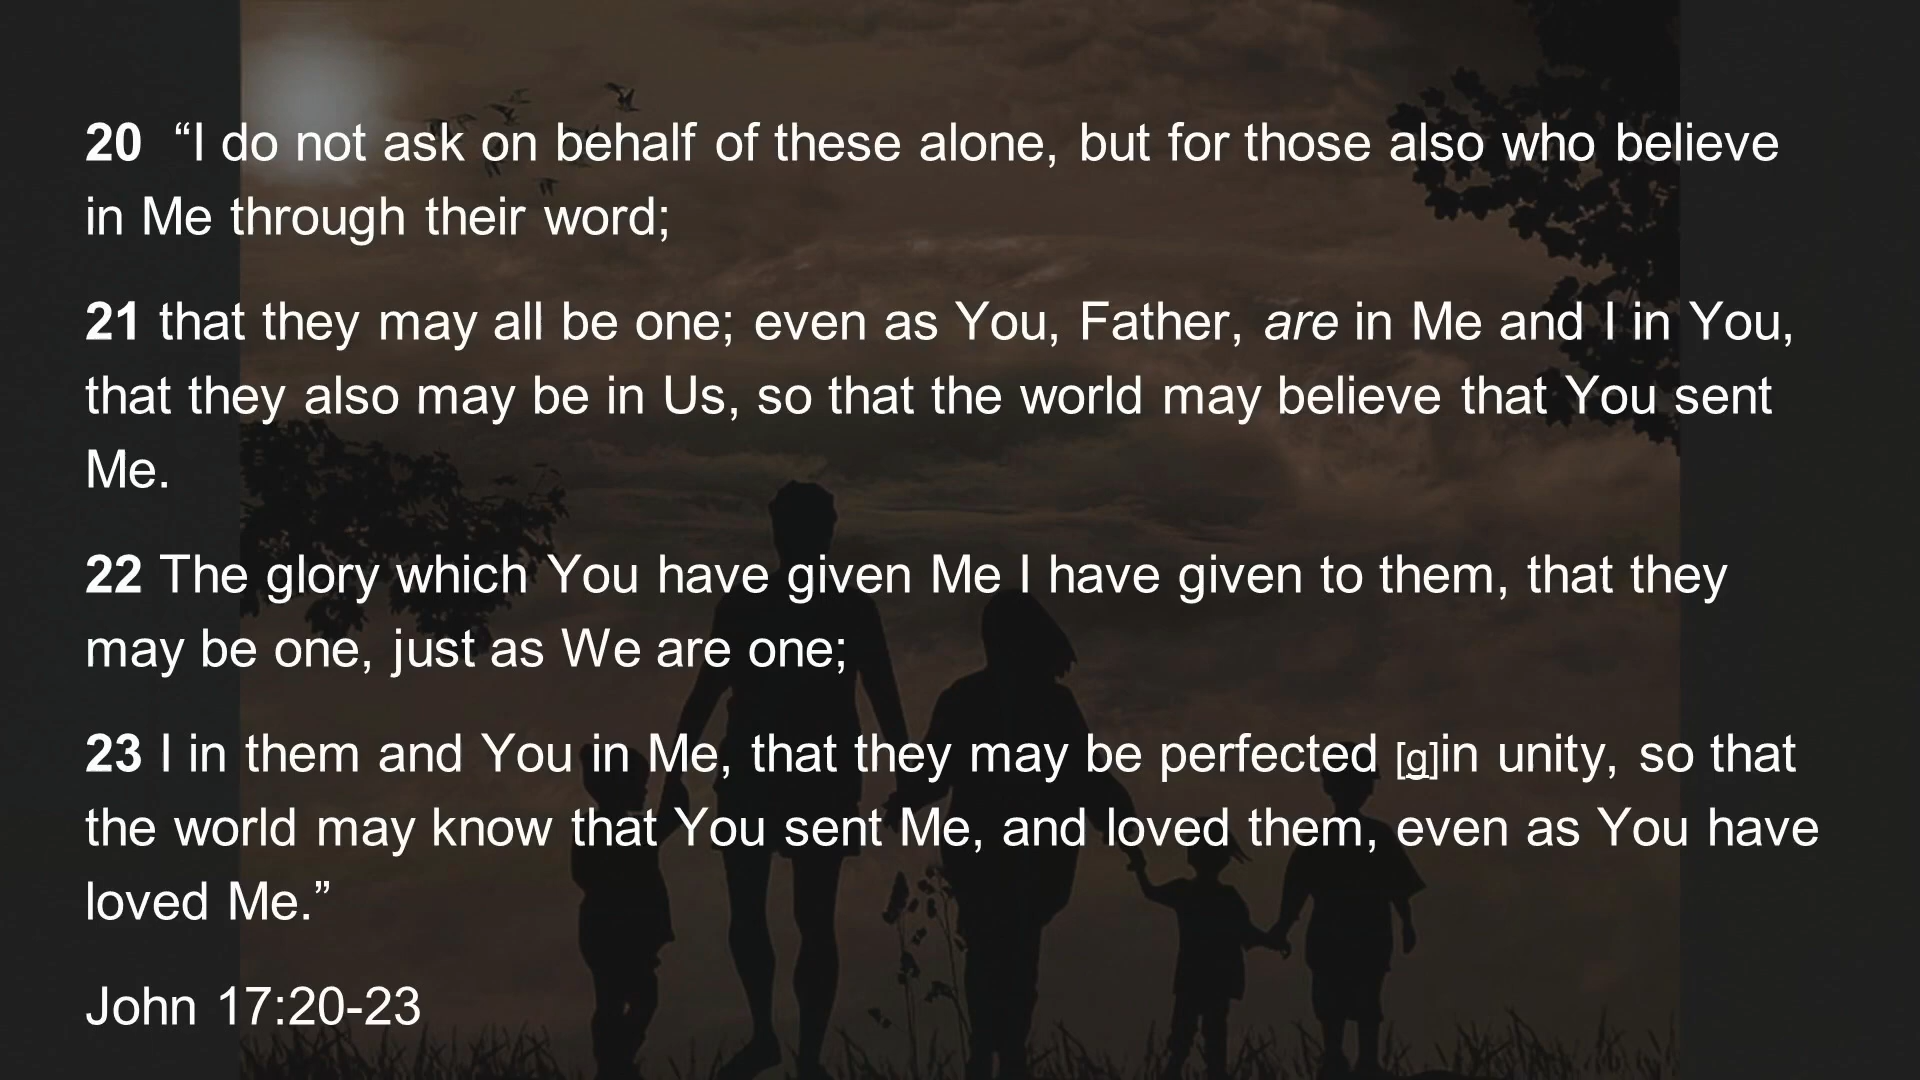 20 “I do not ask on behalf of these alone, but for those also who believe
in Me through their word;
21 that they may all be one; even as You, Father, are in Me and I in You,
that they also may be in Us, so that the world may believe that You sent
Me.
22 The glory which You have given Me I have given to them, that they
may be one, just as We are one;
23 I in them and You in Me, that they may be perfected [g]in unity, so that
the world may know that You sent Me, and loved them, even as You have
loved Me.”
John 17:20-23